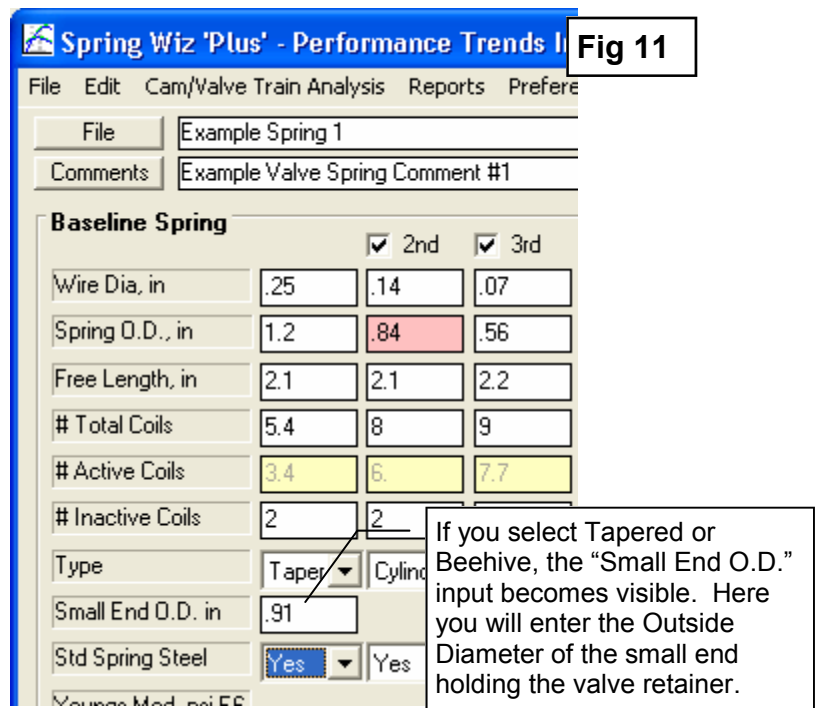 Spring Wiz 'Plus' - Performance Trends
Fig 11
File Edit Cam/Valve Train Analysis Reports
File Example Spring 1
Comments Example Valve Spring Comment #1
Baseline Spring
2nd 3rd
Wire Dia, in .25 .14 .07
Spring O.D., in 1.2 .84 .56
Free Length, in 2.1 2.1 2.2
# Total Coils 5.4 8 9
# Active Coils 3.4 6. 7.7
# Inactive Coils 2 2
Type Taper
Small End O.D. in .91
Std Spring Steel Yes Yes
If you select Tapered or
Beehive, the “Small End O.D.”
input becomes visible. Here
you will enter the Outside
Diameter of the small end
holding the valve retainer.